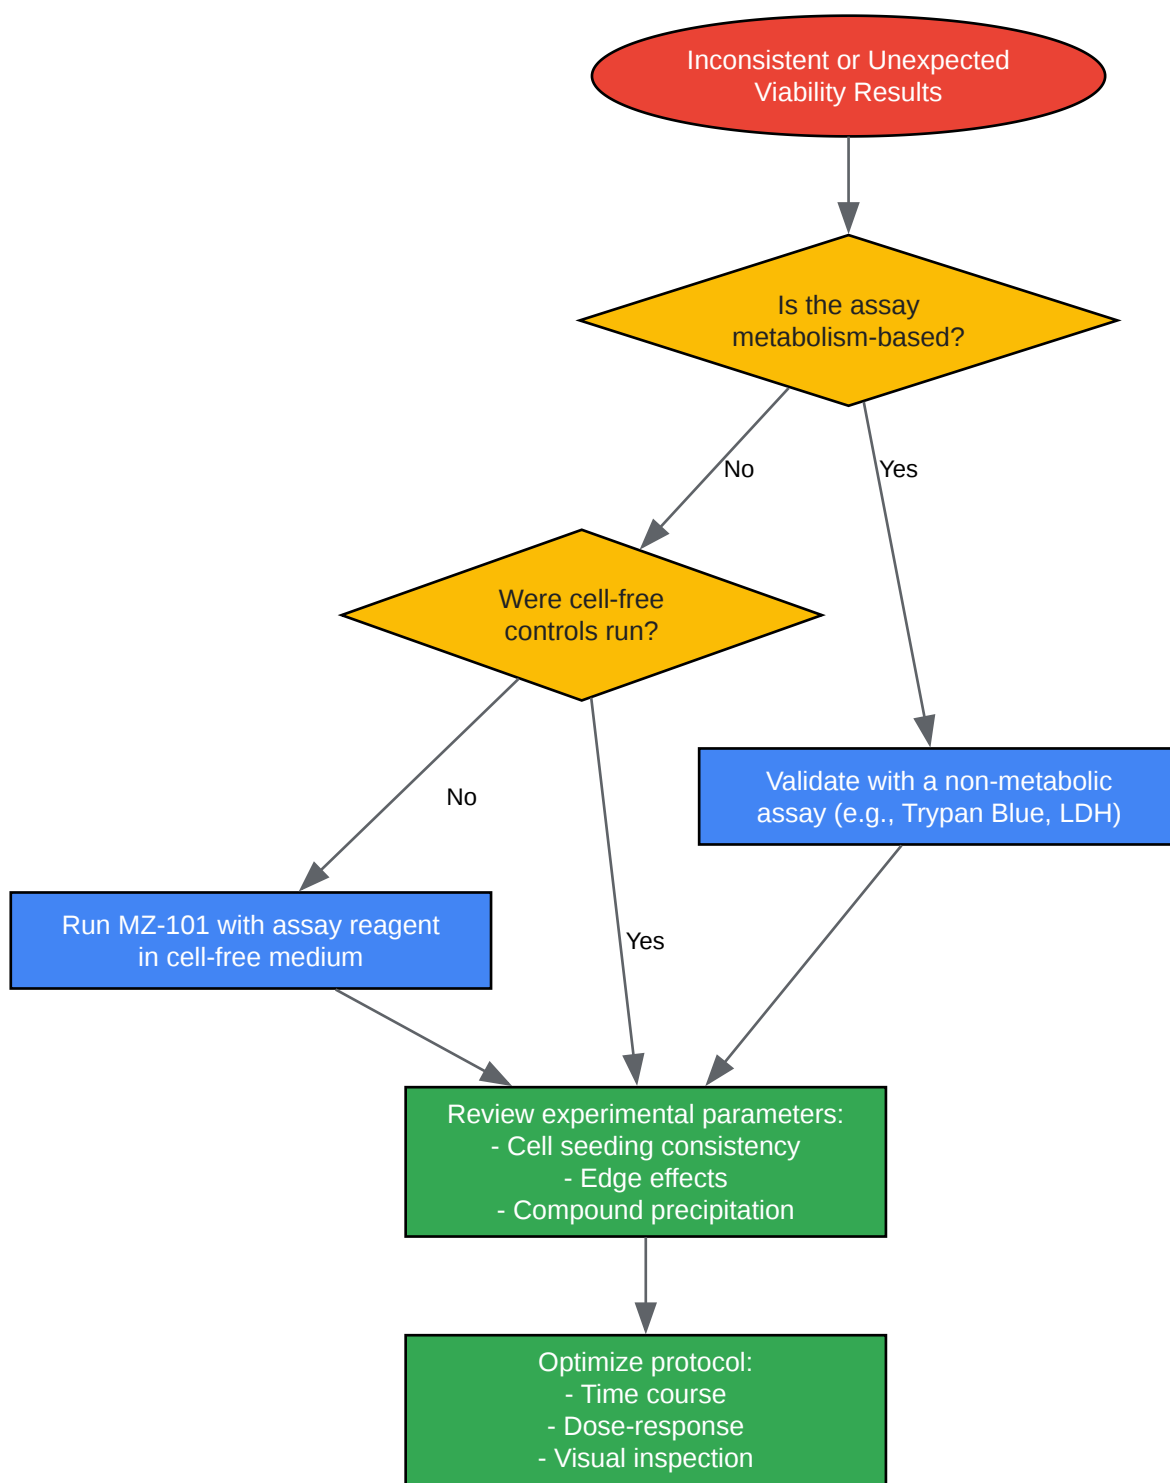 Inconsistent or Unexpected
Viability Results
Is the assay
metabolism-based?
No
Yes
Were cell-free
controls run?
Validate with a non-metabolic
assay (e.g., Trypan Blue, LDH)
No
Run MZ-101 with assay reagent
in cell-free medium
Yes
Review experimental parameters:
- Cell seeding consistency
- Edge effects
- Compound precipitation
Optimize protocol:
- Time course
- Dose-response
- Visual inspection